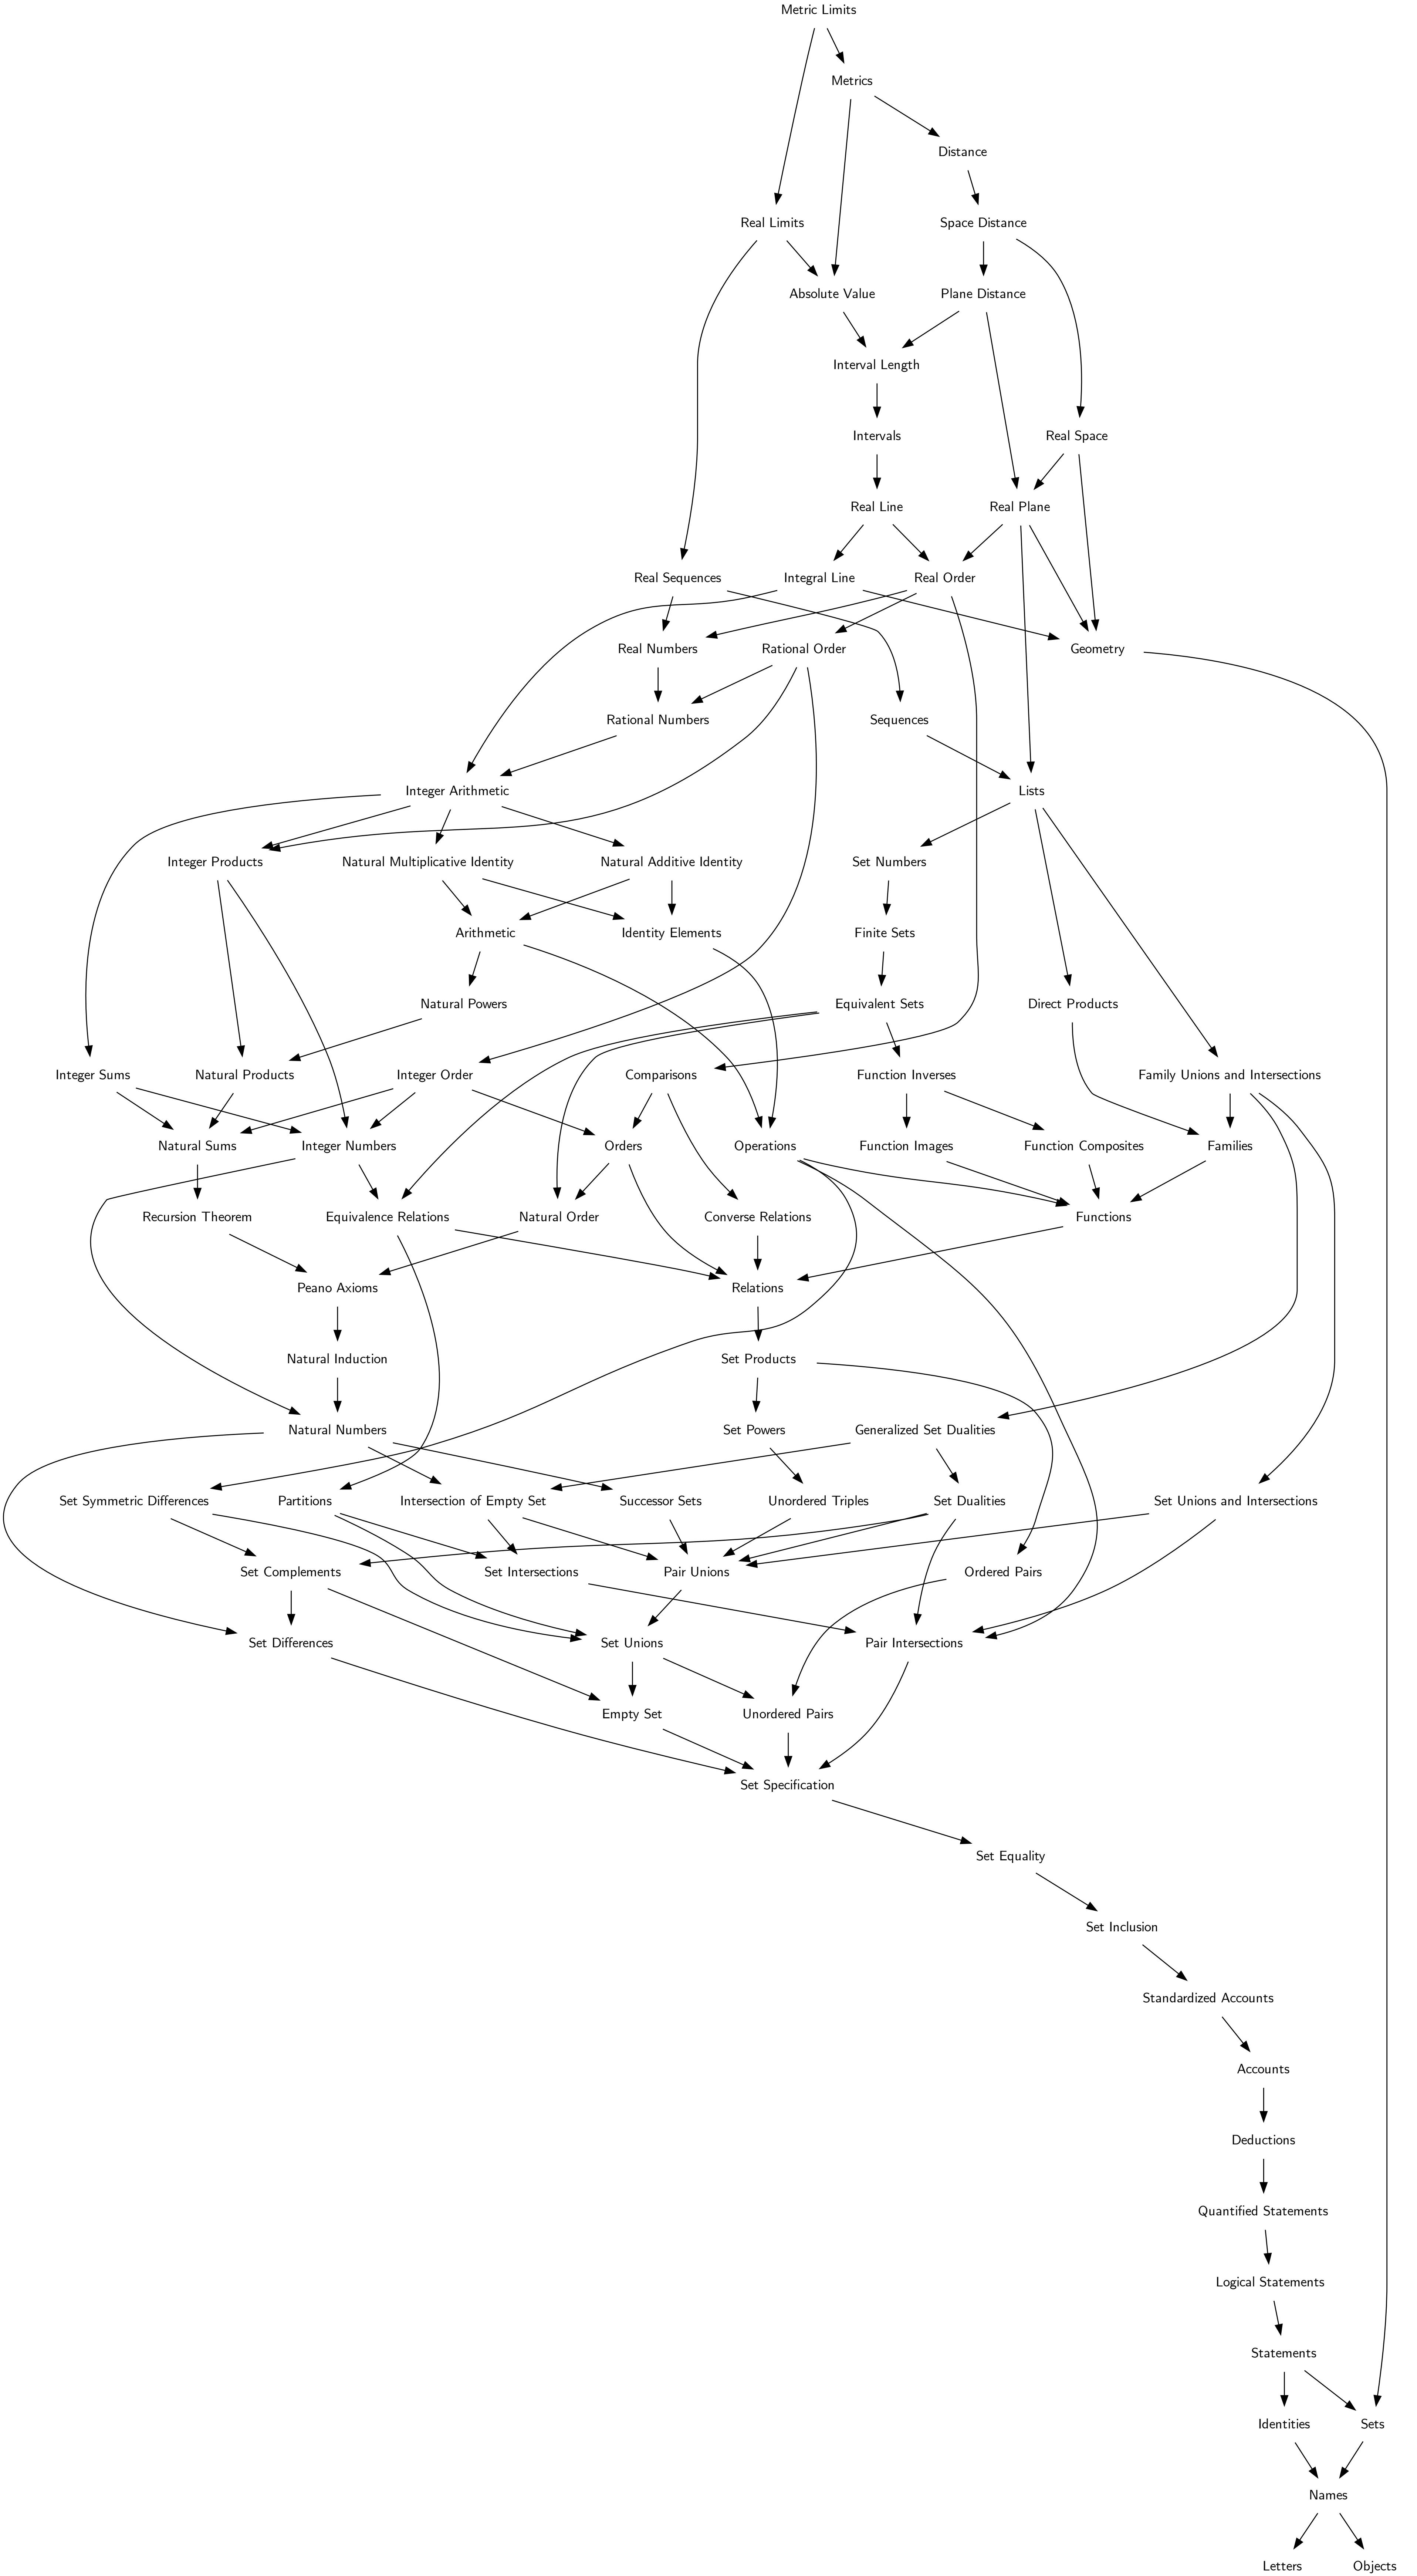 Metric Limits
Metrics
Distance
Real Limits
Space Distance
Absolute Value
Plane Distance
Interval Length
Intervals
Real Space
Real Line
Real Plane
Real Sequences
Integral Line
Real Order
Real Numbers
Rational Order
Geometry
Rational Numbers
Sequences
Integer Arithmetic
Lists
Integer Products
Natural Multiplicative Identity
Natural Additive Identity
Set Numbers
Arithmetic
Identity Elements
Finite Sets
Natural Powers
Equivalent Sets
Direct Products
Integer Sums
Natural Products
Integer Order
Comparisons
Function Inverses
Family Unions and Intersections
Natural Sums
Integer Numbers
Orders
Operations
Function Images
Function Composites
Families
Recursion Theorem
Equivalence Relations
Natural Order
Converse Relations
Functions
Peano Axioms
Relations
Natural Induction
Set Products
Natural Numbers
Set Powers
Generalized Set Dualities
Set Symmetric Differences
Partitions
Intersection of Empty Set
Successor Sets
Unordered Triples
Set Dualities
Set Unions and Intersections
Set Complements
Set Intersections
Pair Unions
Ordered Pairs
Set Differences
Set Unions
Pair Intersections
Empty Set
Unordered Pairs
Set Specification
Set Equality
Set Inclusion
Standardized Accounts
Accounts
Deductions
Quantified Statements
Logical Statements
Statements
Identities
Sets
Names
Letters
Objects